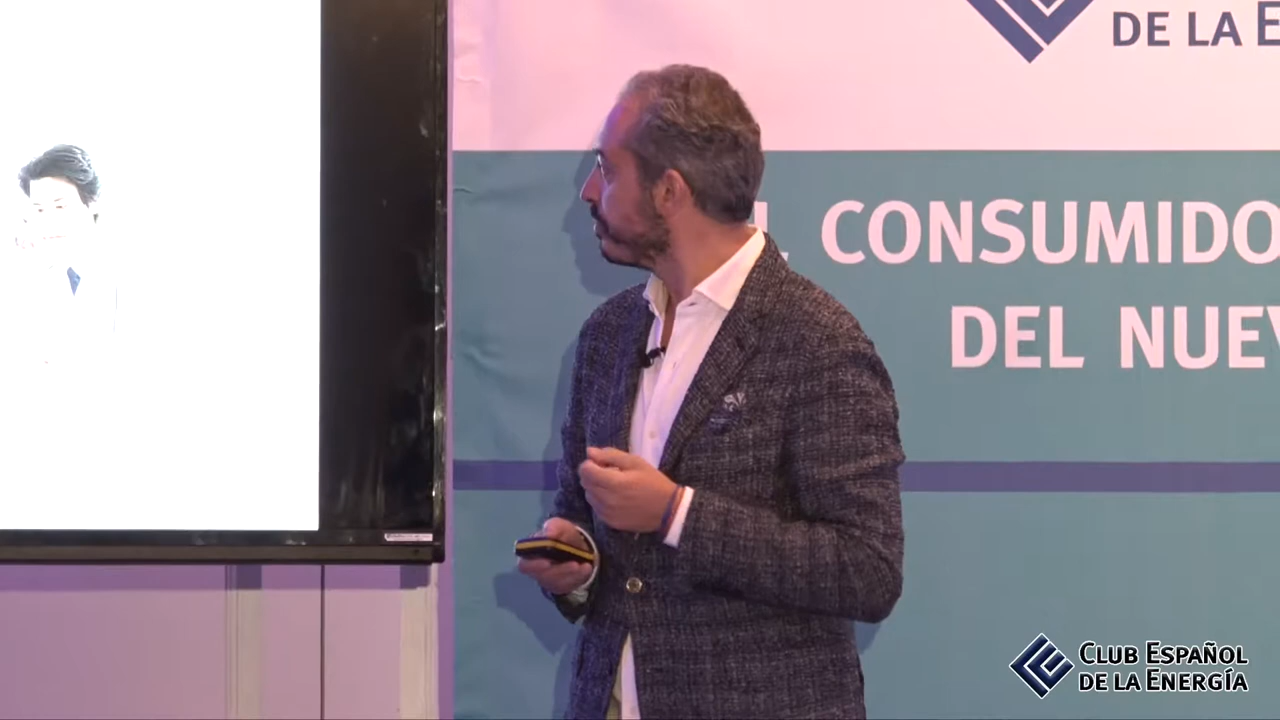 DE LA E
CONSUMIDO
DEL NUEV
CLUB ESPAÑOL
DE LA ENERGÍA